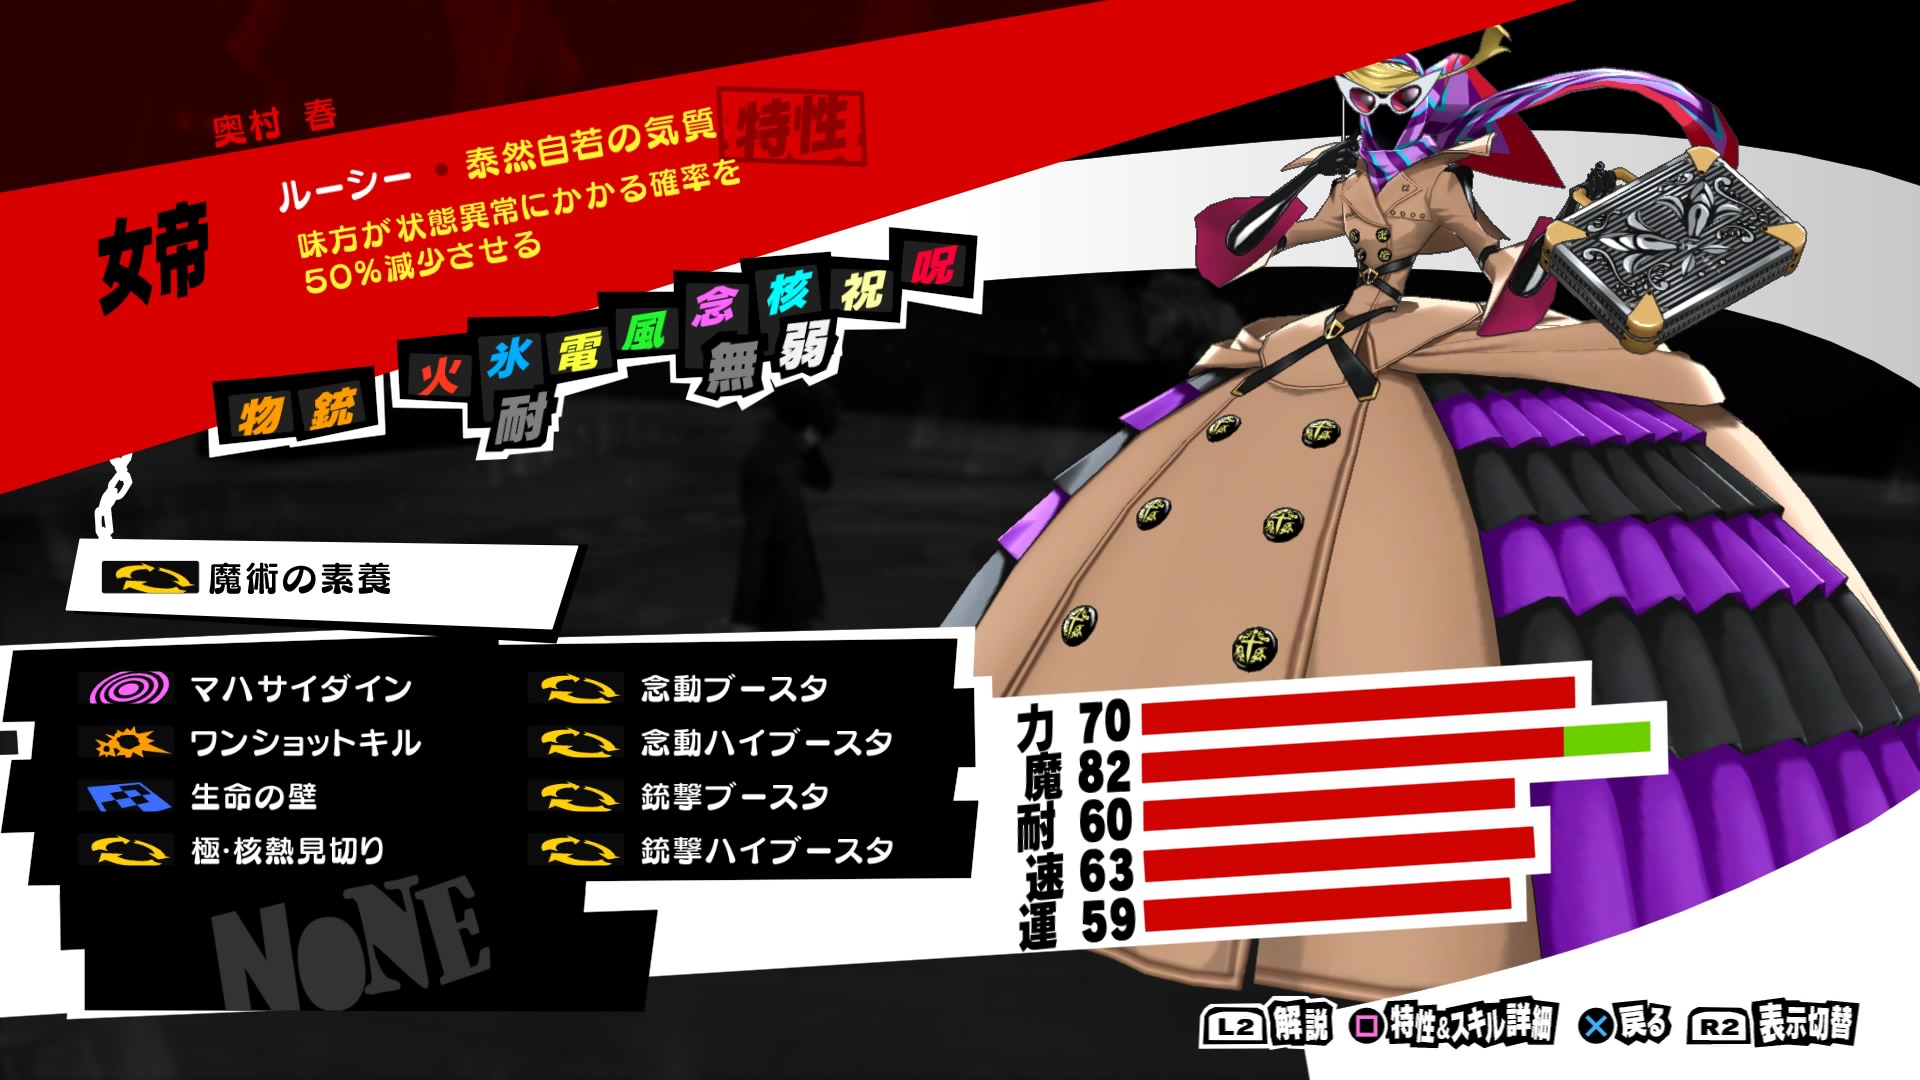 奥村 春
女帝
ルーシー・泰然自若の気質
特性
味方が状態異常にかかる確率を
50%減少させる
物 銃 火 氷 電 風 念 核 祝 呪
耐 無 弱
魔術の素養
マハサイダイン
ワンショットキル
生命の壁
極・核熱見切り
念動ブースタ
念動ハイブースタ
銃撃ブースタ
銃撃ハイブースタ
NONE
力 70
魔 82
耐 60
速 63
運 59
L2 解説 特性&スキル詳細 戻る R2 表示切替